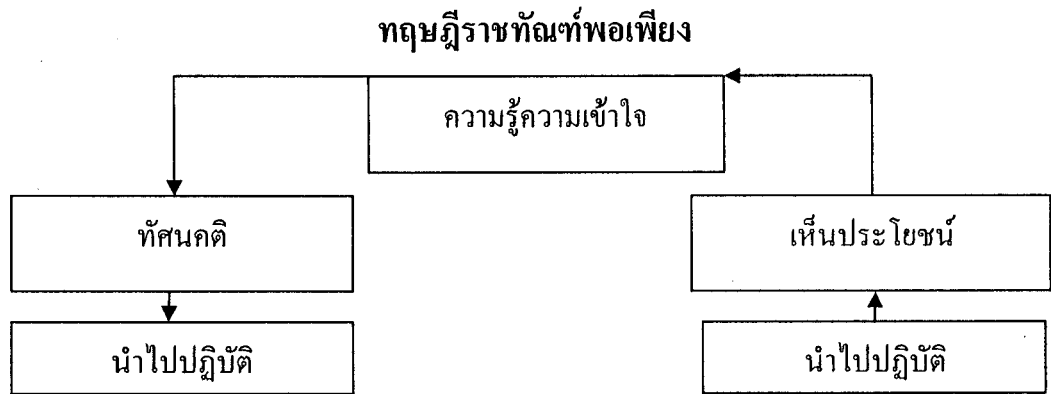 ทฤษฎีราชทัณฑ์พอเพียง
ความรู้ความเข้าใจ
ทัศนคติ
เห็นประโยชน์
นำไปปฏิบัติ
นำไปปฏิบัติ